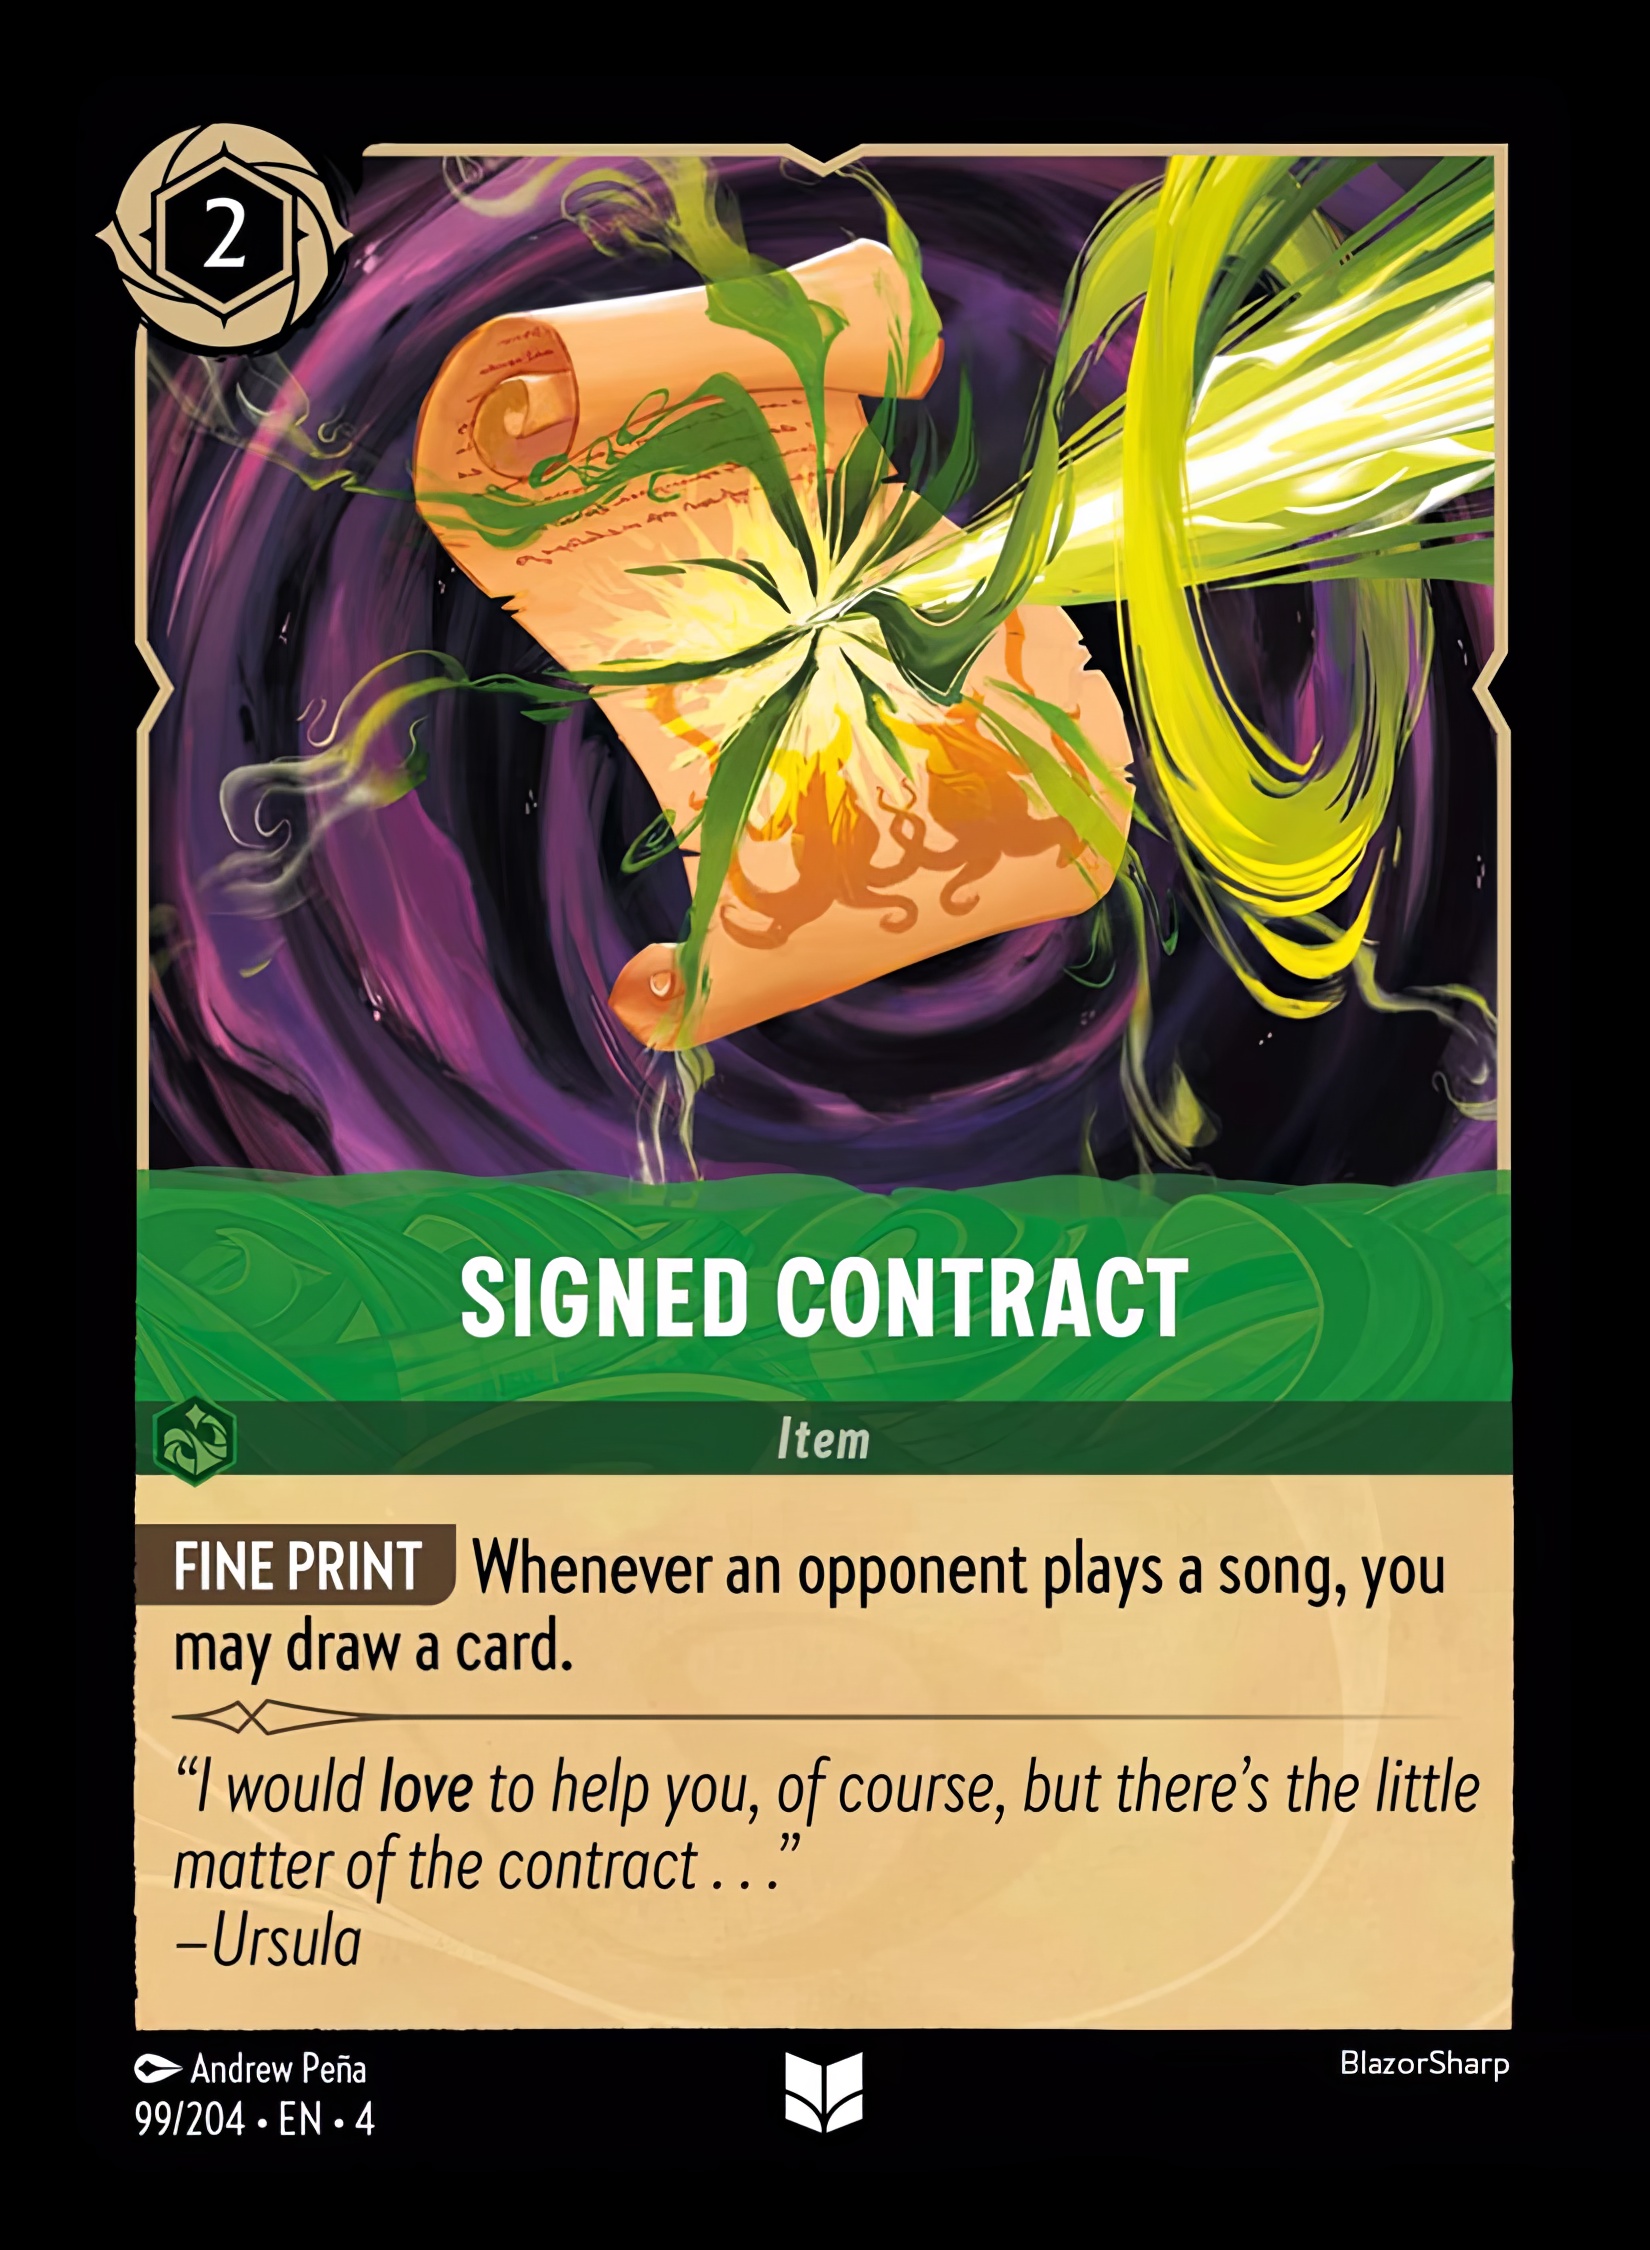 2
SIGNED CONTRACT
Item
FINE PRINT Whenever an opponent plays a song, you
may draw a card.
“I would love to help you, of course, but there’s the little
matter of the contract . . .”
–Ursula
Andrew Peña
BlazorSharp
99/204 • EN • 4